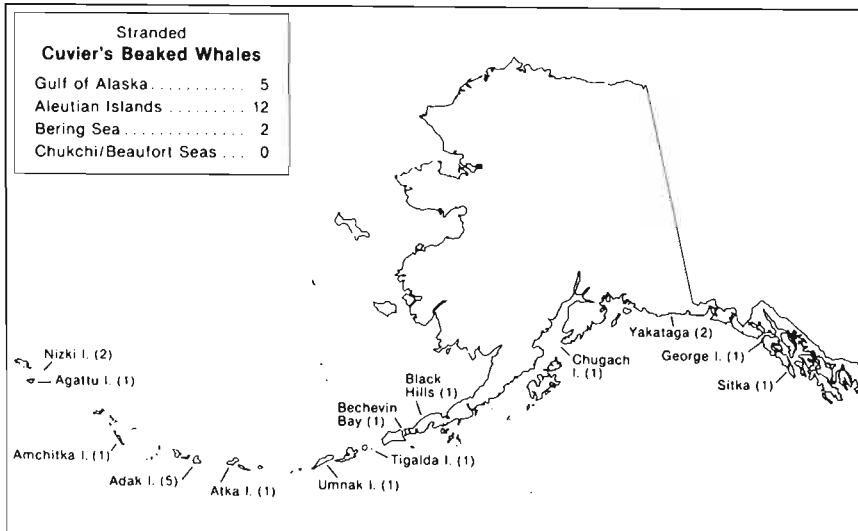 Stranded
Cuvier's Beaked Whales
Gulf of Alaska........... 5
Aleutian Islands ......... 12
Bering Sea .............. 2
Chukchi/Beaufort Seas ... 0
Nizki I. (2)
Agattu I. (1)
Amchitka I. (1)
Adak I. (5)
Atka I. (1)
Umnak I. (1)
Tigalda I. (1)
Bechevin
Bay (1)
Black
Hills (1)
Chugach
I. (1)
Yakataga (2)
George I. (1)
Sitka (1)